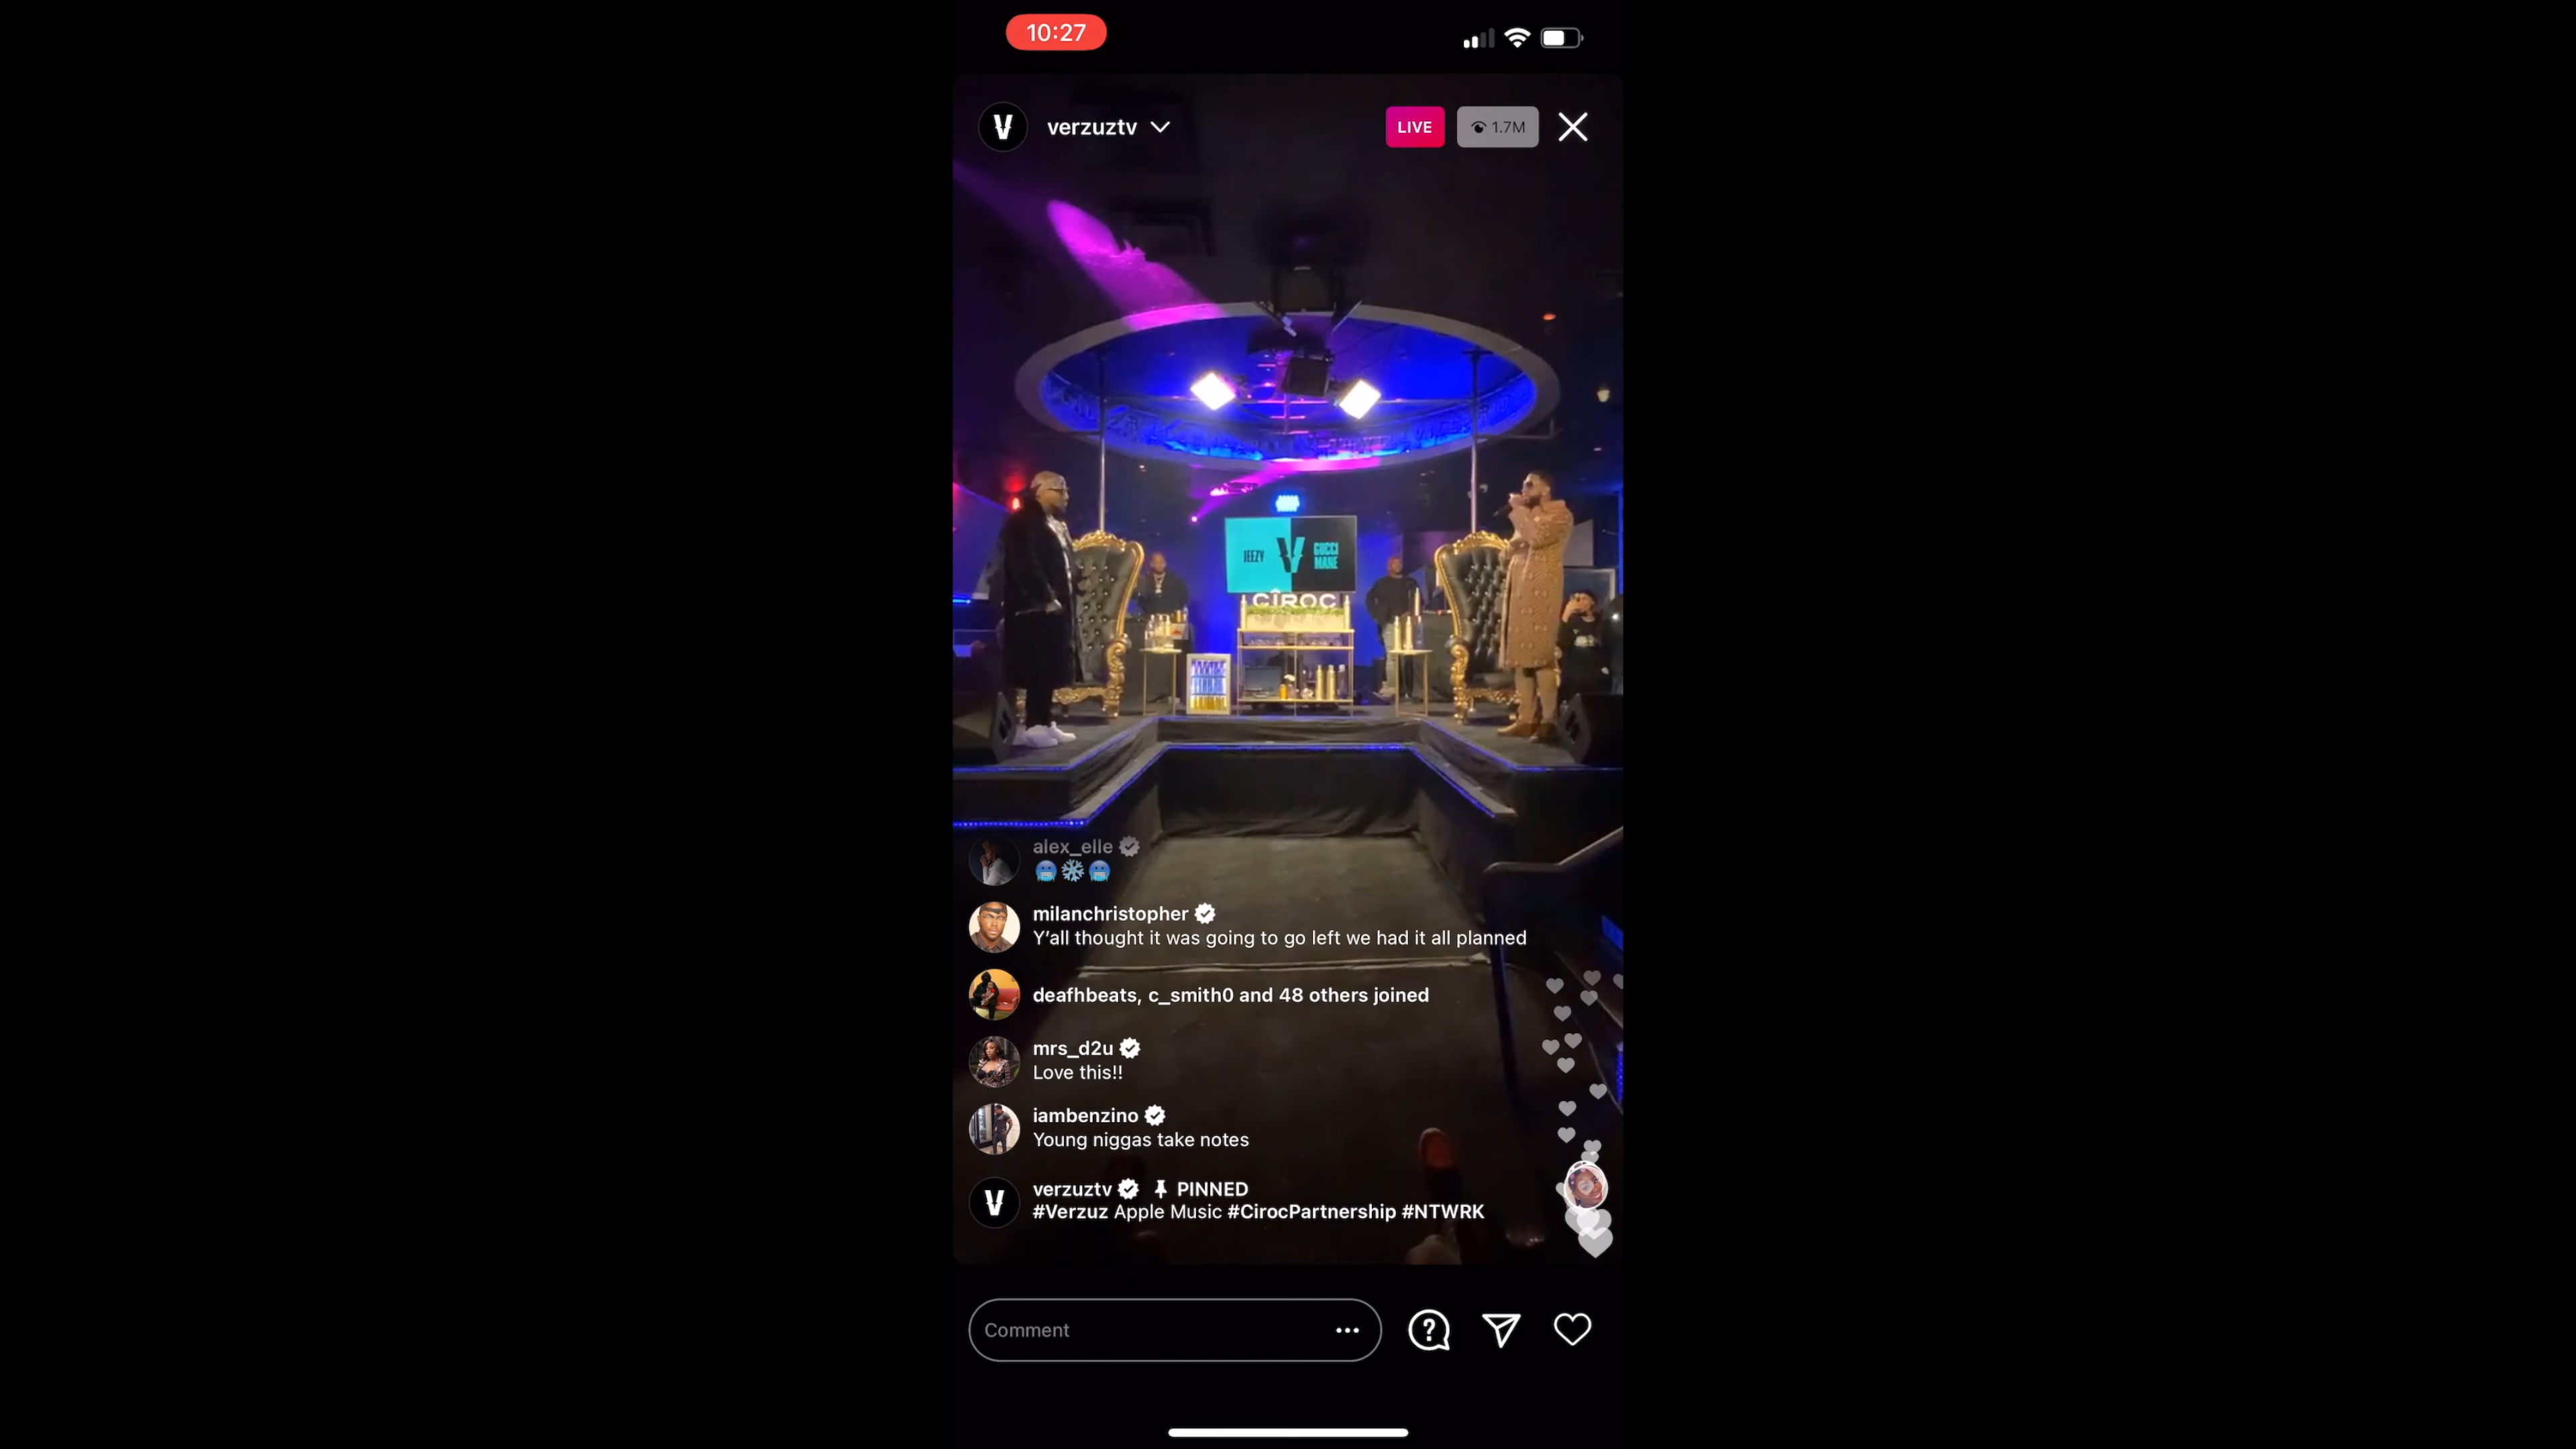 10:27
verzuztv
LIVE
1.7M
JEEZY
V
GUCCI
MANE
CÎROC
alex_elle
🥶❄️🥶
milanchristopher
Y'all thought it was going to go left we had it all planned
deafhbeats, c_smith0 and 48 others joined
mrs_d2u
Love this!!
iambenzino
Young niggas take notes
verzuztv PINNED
#Verzuz Apple Music #CirocPartnership #NTWRK
Comment